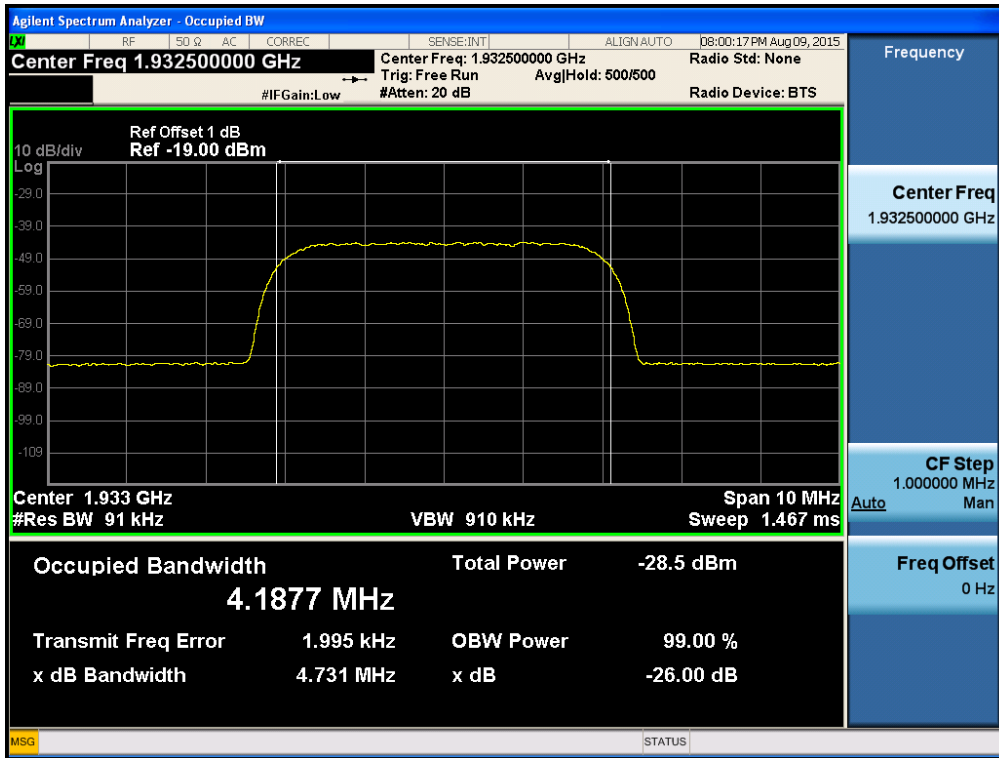 Agilent Spectrum Analyzer - Occupied BW
LXI RF 50 Ω AC CORREC SENSE:INT ALIGN AUTO 08:00:17 PM Aug 09, 2015
Center Freq 1.932500000 GHz
Center Freq: 1.932500000 GHz Radio Std: None
Trig: Free Run Avg|Hold: 500/500
#IFGain:Low #Atten: 20 dB Radio Device: BTS
Ref Offset 1 dB
10 dB/div Ref -19.00 dBm
Log
-29.0
-39.0
-49.0
-59.0
-69.0
-79.0
-89.0
-99.0
-109
Center 1.933 GHz Span 10 MHz
#Res BW 91 kHz VBW 910 kHz Sweep 1.467 ms
Occupied Bandwidth Total Power -28.5 dBm
4.1877 MHz
Transmit Freq Error 1.995 kHz OBW Power 99.00 %
x dB Bandwidth 4.731 MHz x dB -26.00 dB
Frequency
Center Freq
1.932500000 GHz
CF Step
1.000000 MHz
Auto Man
Freq Offset
0 Hz
MSG STATUS